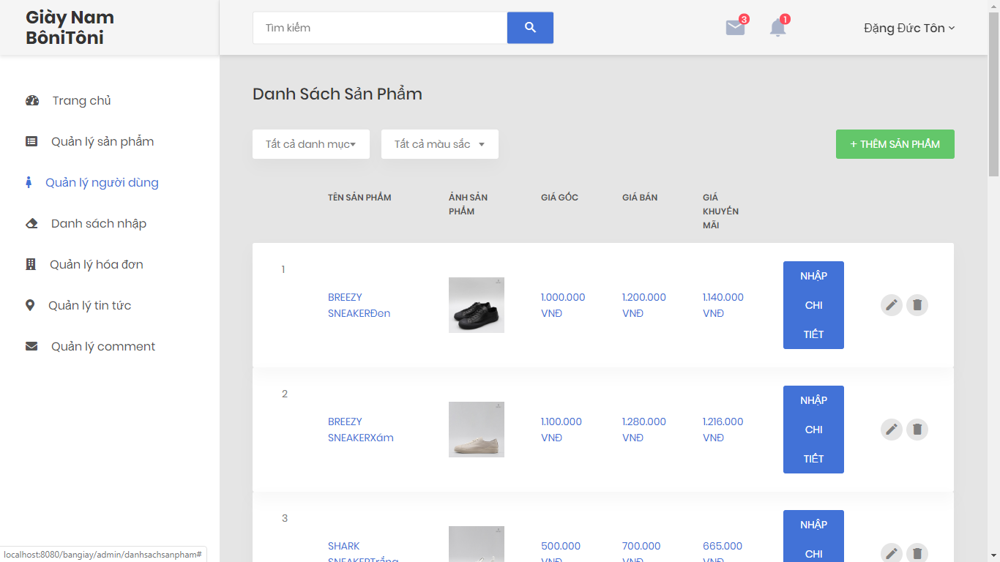 Giày Nam
BôniTôni
Tìm kiếm
3
1
Đặng Đức Tôn
Trang chủ
Quản lý sản phẩm
Quản lý người dùng
Danh sách nhập
Quản lý hóa đơn
Quản lý tin tức
Quản lý comment
Danh Sách Sản Phẩm
Tất cả danh mục
Tất cả màu sắc
+ THÊM SẢN PHẨM
TÊN SẢN PHẨM
ẢNH SẢN
PHẨM
GIÁ GỐC
GIÁ BÁN
GIÁ
KHUYẾN
MÃI
1
BREEZY
SNEAKERĐen
1.000.000
VNĐ
1.200.000
VNĐ
1.140.000
VNĐ
NHẬP
CHI
TIẾT
2
BREEZY
SNEAKERXám
1.100.000
VNĐ
1.280.000
VNĐ
1.216.000
VNĐ
NHẬP
CHI
TIẾT
3
SHARK
SNEAKERTrắng
500.000
VNĐ
700.000
VNĐ
665.000
VNĐ
NHẬP
CHI
localhost:8080/bangiay/admin/danhsachsanpham#